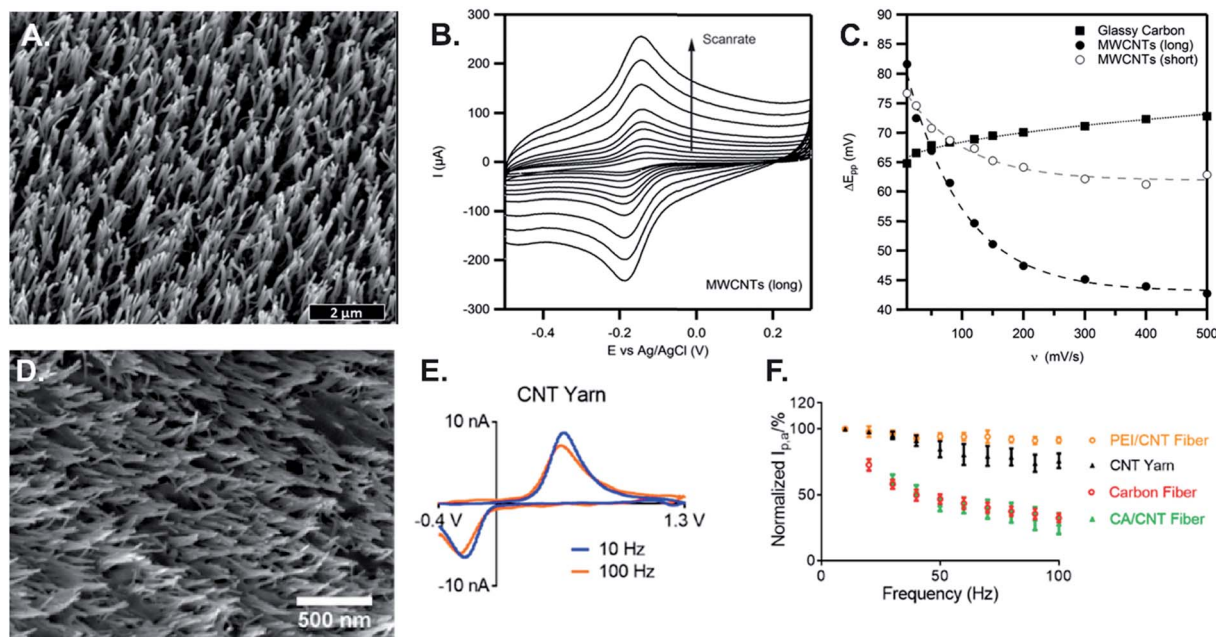 A.
2 μm
B.
300
200
100
0
-100
-200
-300
I (μA)
Scanrate
MWCNTs (long)
-0.4
-0.2
0.0
0.2
E vs Ag/AgCl (V)
C.
90
85
80
75
70
65
60
55
50
45
40
ΔEpp (mV)
Glassy Carbon
MWCNTs (long)
MWCNTs (short)
100
200
300
400
500
ν (mV/s)
D.
500 nm
E.
CNT Yarn
10 nA
-0.4 V
1.3 V
-10 nA
10 Hz
100 Hz
F.
Normalized Ip,a/%
120
100
50
0
0
50
100
Frequency (Hz)
PEI/CNT Fiber
CNT Yarn
Carbon Fiber
CA/CNT Fiber